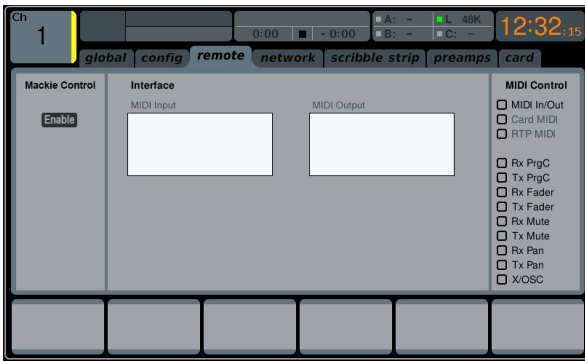 Ch
1
0:00 - 0:00
A: – L 48K
B: – C: –
12:32:15
global config remote network scribble strip preamps card
Mackie Control
Enable
Interface
MIDI Input MIDI Output
MIDI Control
MIDI In/Out
Card MIDI
RTP MIDI
Rx PrgC
Tx PrgC
Rx Fader
Tx Fader
Rx Mute
Tx Mute
Rx Pan
Tx Pan
X/OSC